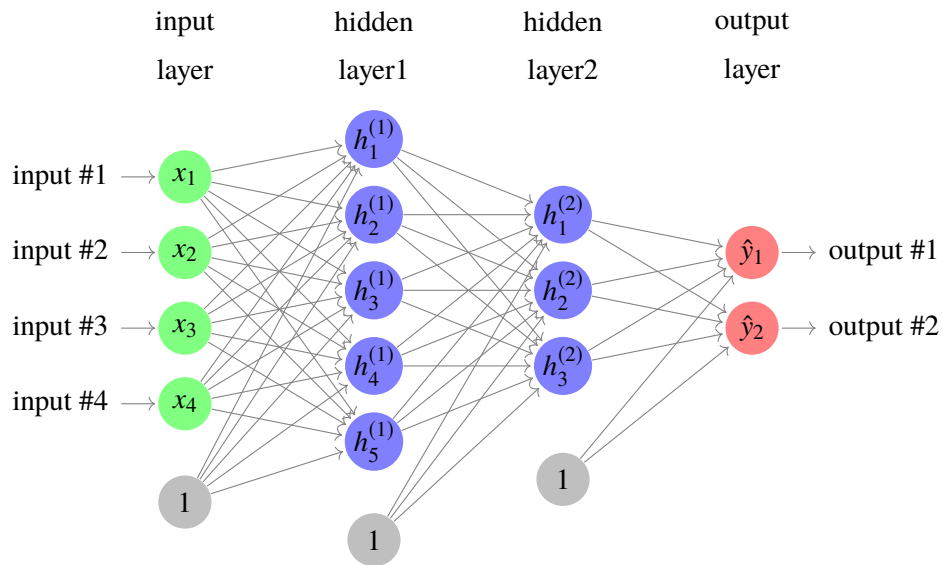 input hidden hidden output
layer layer1 layer2 layer
h₁⁽¹⁾
input #1 x₁
h₂⁽¹⁾ h₁⁽²⁾
input #2 x₂ ŷ₁ output #1
h₃⁽¹⁾ h₂⁽²⁾
input #3 x₃ ŷ₂ output #2
h₄⁽¹⁾ h₃⁽²⁾
input #4 x₄
h₅⁽¹⁾
1
1
1